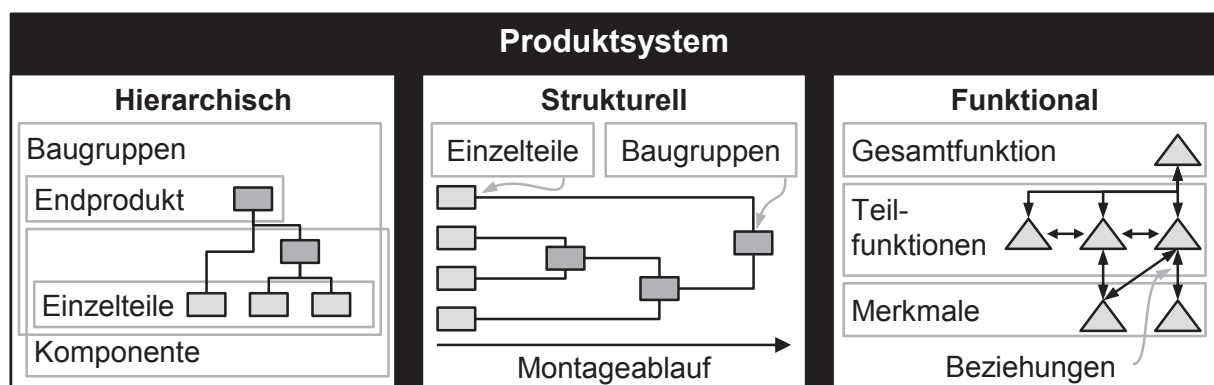 Produktsystem
Hierarchisch
Baugruppen
Endprodukt
Einzelteile
Komponente
Strukturell
Einzelteile
Baugruppen
Montageablauf
Funktional
Gesamtfunktion
Teil-
funktionen
Merkmale
Beziehungen